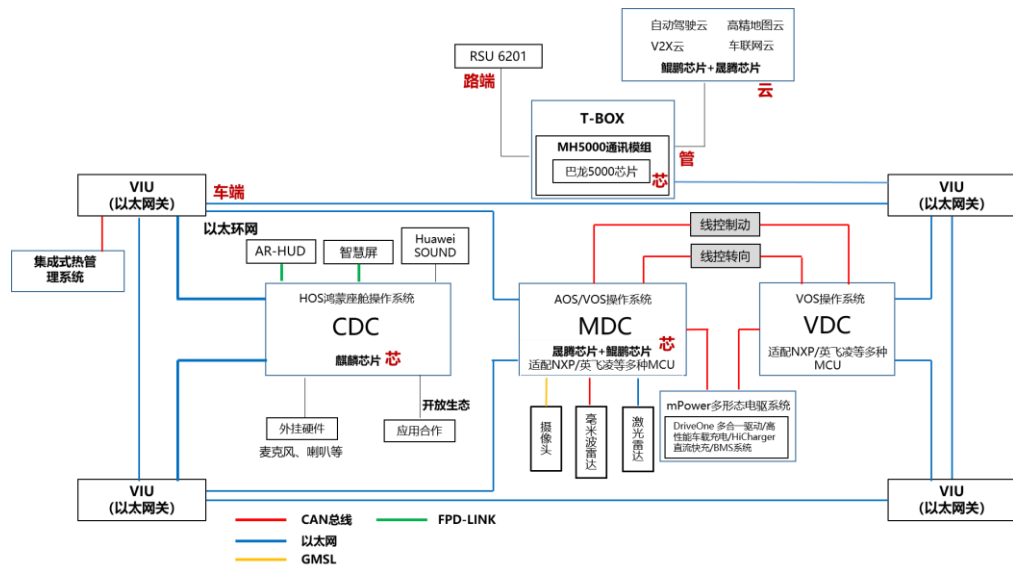 自动驾驶云 高精地图云
V2X云 车联网云
鲲鹏芯片+晟腾芯片
云
RSU 6201
路端
T-BOX
MH5000通讯模组
巴龙5000芯片
芯
管
VIU
(以太网关)
车端
VIU
(以太网关)
以太环网
集成式热管
理系统
AR-HUD
智慧屏
Huawei
SOUND
线控制动
线控转向
HOS鸿蒙座舱操作系统
CDC
麒麟芯片
芯
AOS/VOS操作系统
MDC
晟腾芯片+鲲鹏芯片
芯
适配NXP/英飞凌等多种MCU
VOS操作系统
VDC
适配NXP/英飞凌等多种
MCU
开放生态
外挂硬件
麦克风、喇叭等
应用合作
摄像头
毫米波雷达
激光雷达
mPower多形态电驱系统
DriveOne 多合一驱动/高
性能车载充电/HiCharger
直流快充/BMS系统
VIU
(以太网关)
VIU
(以太网关)
CAN总线
FPD-LINK
以太网
GMSL